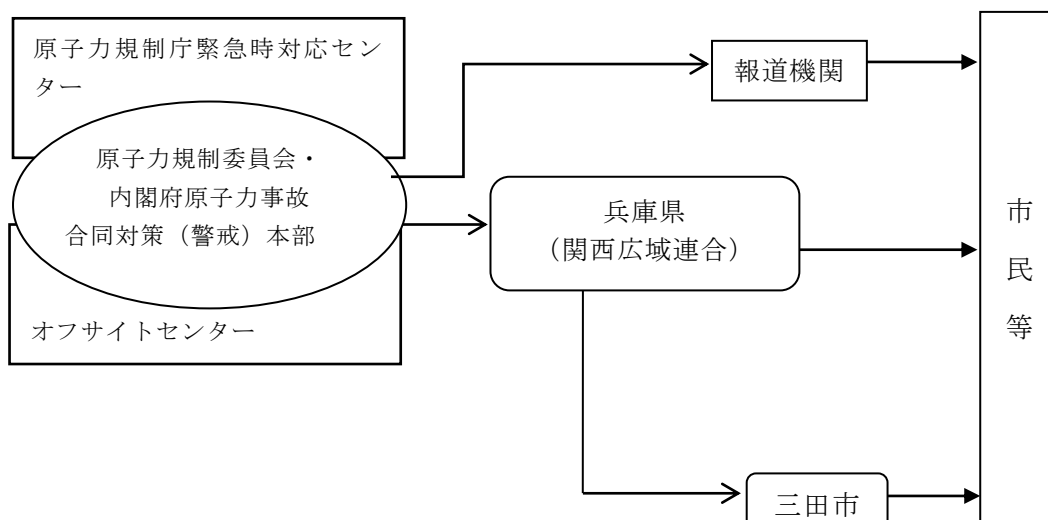 原子力規制庁緊急時対応セン
ター
原子力規制委員会・
内閣府原子力事故
合同対策（警戒）本部
オフサイトセンター
報道機関
兵庫県
（関西広域連合）
三田市
市民等